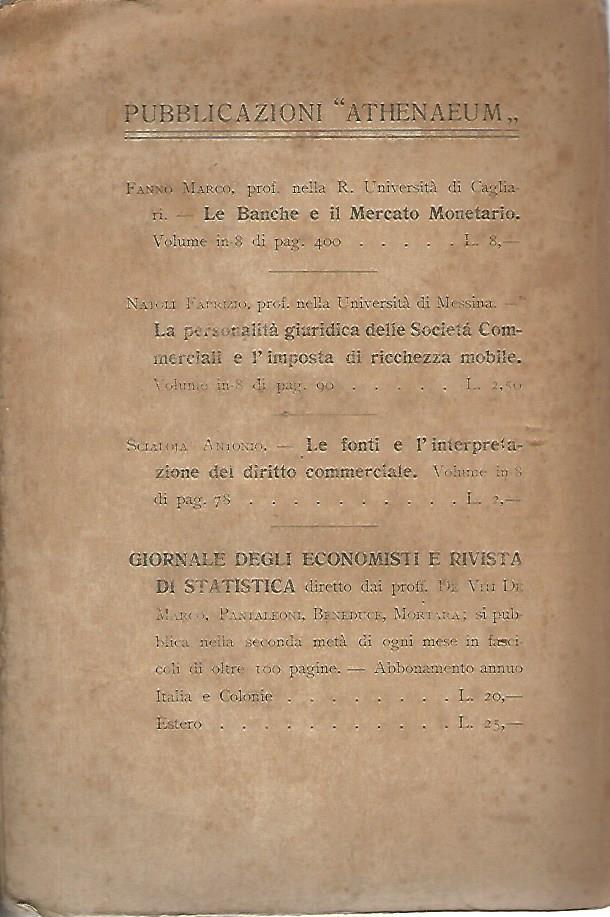 PUBBLICAZIONI “ATHENAEUM„
FANNO MARCO, prof. nella R. Università di Caglia-
ri. — Le Banche e il Mercato Monetario.
Volume in-8 di pag. 400 . . . . . L. 8,—
NAPOLI FABRIZIO, prof. nella Università di Messina. —
La personalità giuridica delle Societá Com-
merciali e l'imposta di ricchezza mobile.
Volume in-8 di pag. 90 . . . . . L. 2,50
SCIALOJA ANTONIO. — Le fonti e l'interpreta-
zione del diritto commerciale. Volume in 8
di pag. 78 . . . . . . . . . . L. 2,—
GIORNALE DEGLI ECONOMISTI E RIVISTA
DI STATISTICA diretto dai proff. DE VITI DE
MARCO, PANTALEONI, BENEDUCE, MORTARA; si pub-
blica nella seconda metà di ogni mese in fasci-
coli di oltre 100 pagine. — Abbonamento annuo
Italia e Colonie . . . . . . . . L. 20,—
Estero . . . . . . . . . . . L. 25,—